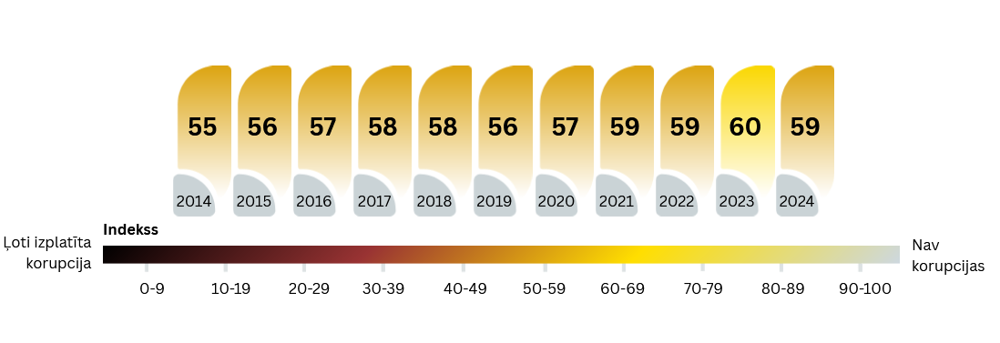 55 56 57 58 58 56 57 59 59 60 59
2014 2015 2016 2017 2018 2019 2020 2021 2022 2023 2024
Indekss
Ļoti izplatīta
korupcija
Nav
korupcijas
0-9 10-19 20-29 30-39 40-49 50-59 60-69 70-79 80-89 90-100